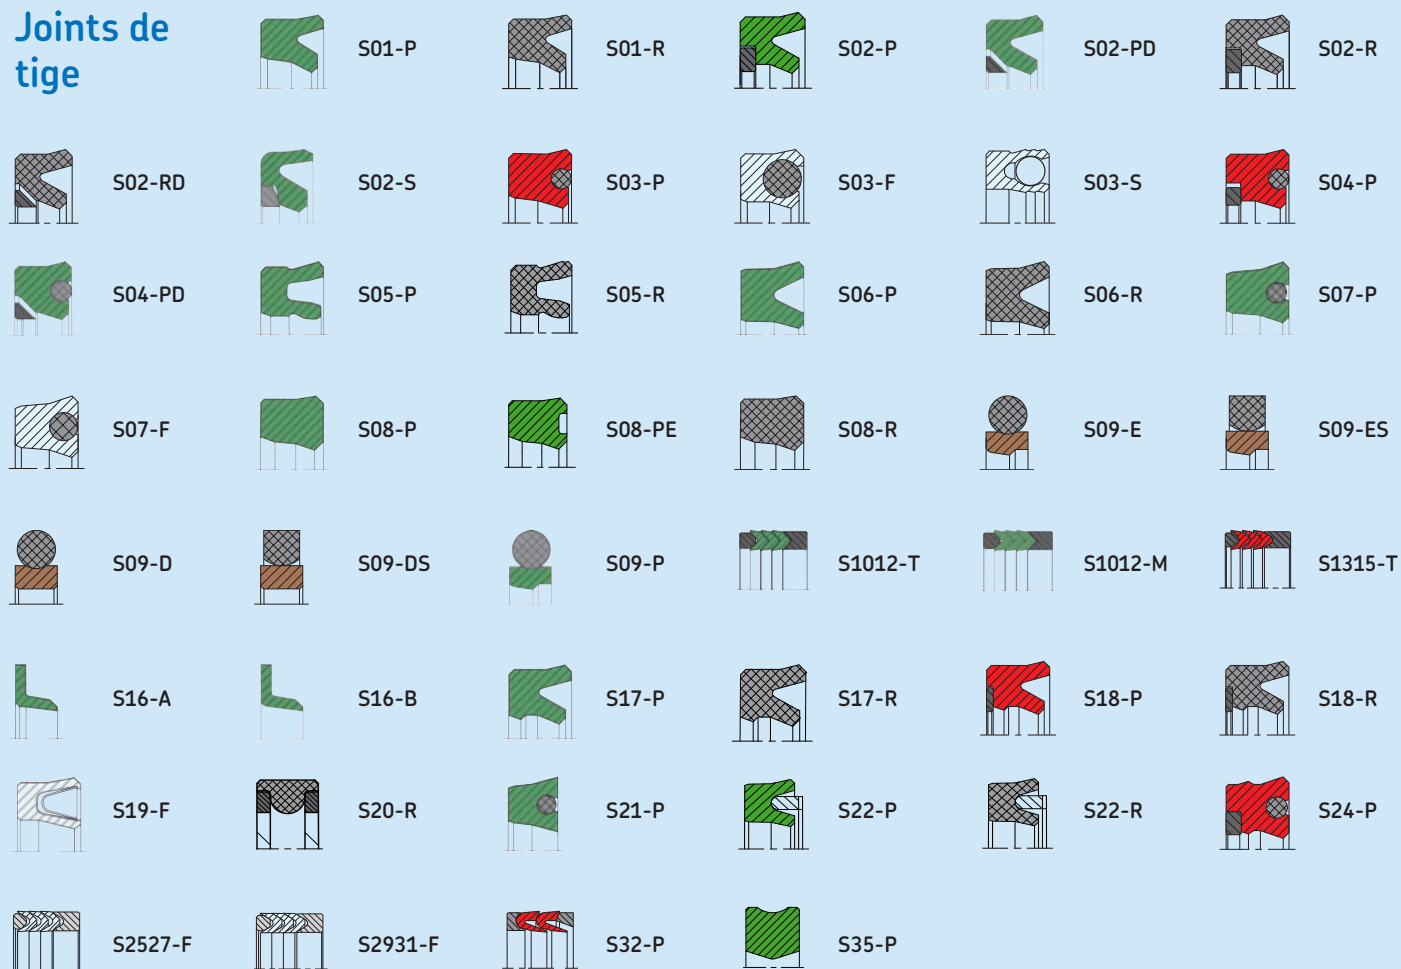 Joints de
tige
S01-P
S01-R
S02-P
S02-PD
S02-R
S02-RD
S02-S
S03-P
S03-F
S03-S
S04-P
S04-PD
S05-P
S05-R
S06-P
S06-R
S07-P
S07-F
S08-P
S08-PE
S08-R
S09-E
S09-ES
S09-D
S09-DS
S09-P
S1012-T
S1012-M
S1315-T
S16-A
S16-B
S17-P
S17-R
S18-P
S18-R
S19-F
S20-R
S21-P
S22-P
S22-R
S24-P
S2527-F
S2931-F
S32-P
S35-P